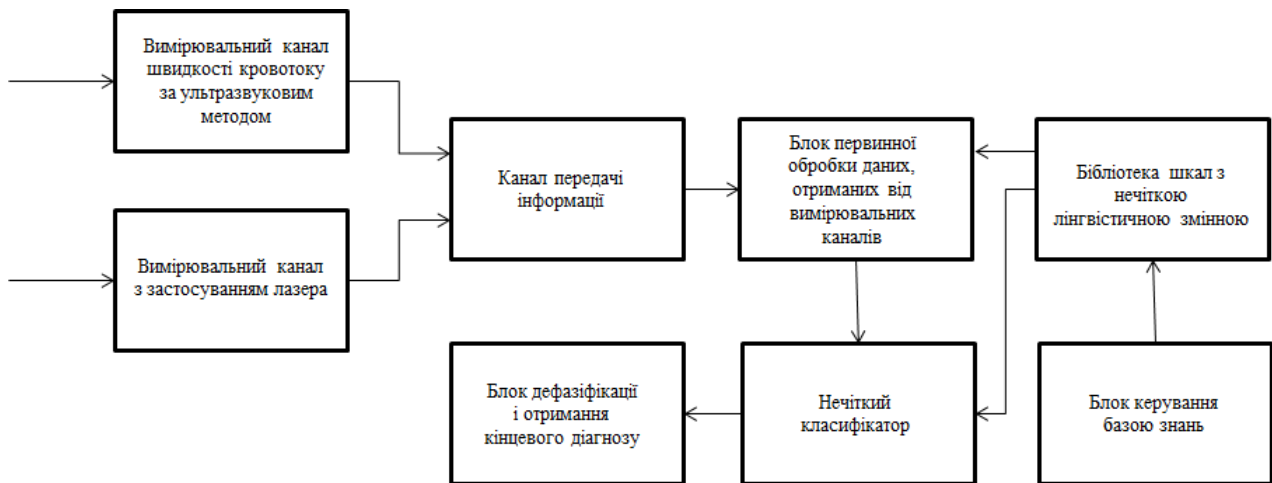 Вимірювальний канал
швидкості кровотоку
за ультразвуковим
методом
Вимірювальний канал
з застосуванням лазера
Канал передачі
інформації
Блок первинної
обробки даних,
отриманих від
вимірювальних
каналів
Бібліотека шкал з
нечіткою
лінгвістичною змінною
Блок дефазіфікації
і отримання
кінцевого діагнозу
Нечіткий
класифікатор
Блок керування
базою знань